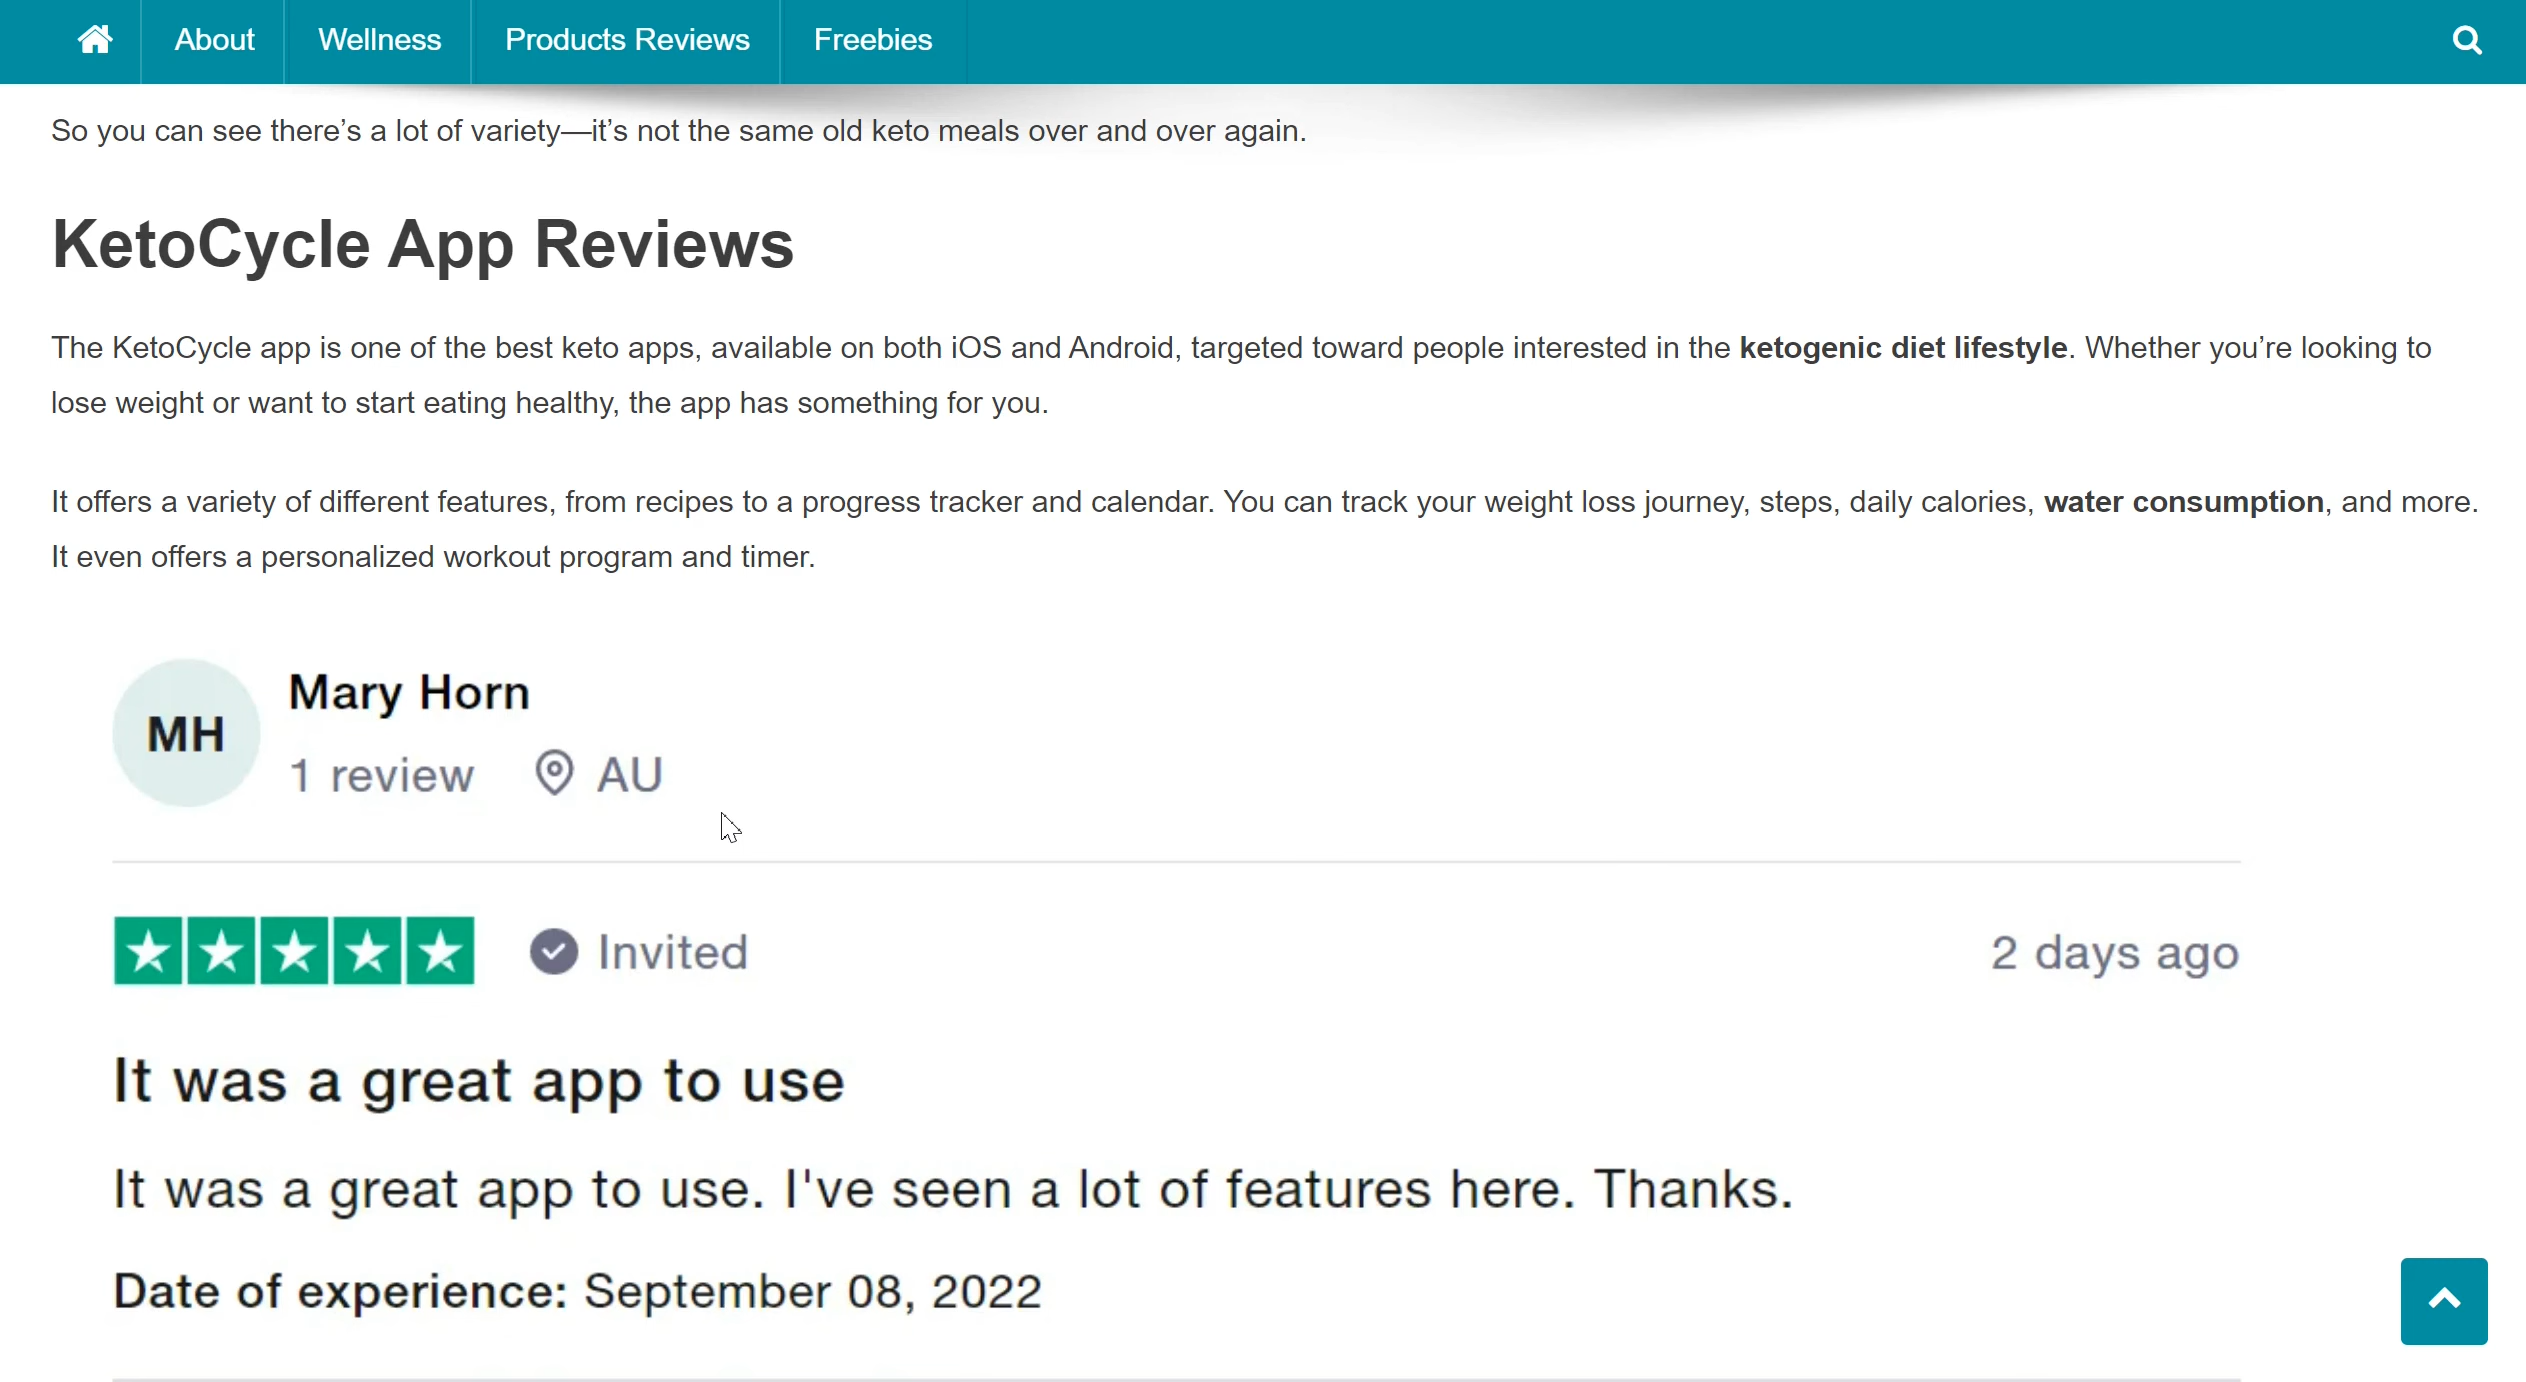 About
Wellness
Products Reviews
Freebies
So you can see there’s a lot of variety—it’s not the same old keto meals over and over again.
KetoCycle App Reviews
The KetoCycle app is one of the best keto apps, available on both iOS and Android, targeted toward people interested in the ketogenic diet lifestyle. Whether you’re looking to
lose weight or want to start eating healthy, the app has something for you.
It offers a variety of different features, from recipes to a progress tracker and calendar. You can track your weight loss journey, steps, daily calories, water consumption, and more.
It even offers a personalized workout program and timer.
MH
Mary Horn
1 review AU
Invited
2 days ago
It was a great app to use
It was a great app to use. I've seen a lot of features here. Thanks.
Date of experience: September 08, 2022